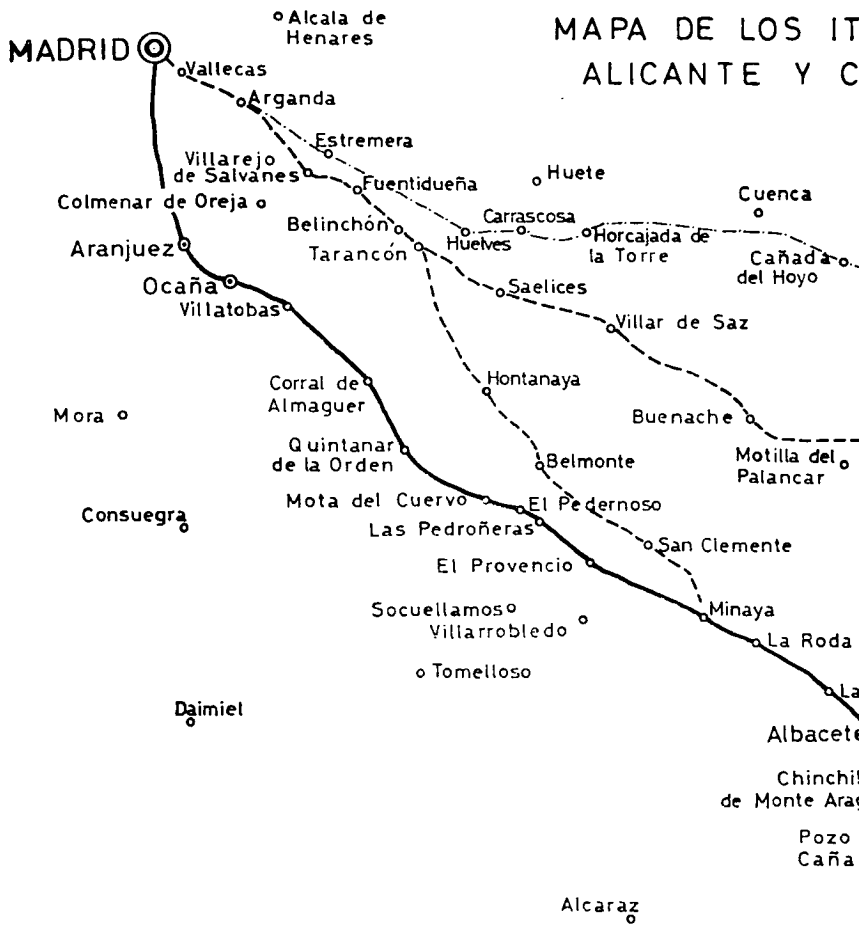 MAPA DE LOS IT
ALICANTE Y C
Alcala de
Henares
MADRID
Vallecas
Arganda
Estremera
Villarejo
de Salvanes
Fuentidueña
Huete
Cuenca
Colmenar de Oreja
Belinchón
Carrascosa
Huelves
Horcajada de
la Torre
Aranjuez
Tarancón
Cañada
del Hoyo
Ocaña
Villatobas
Saelices
Villar de Saz
Corral de
Almaguer
Hontanaya
Mora
Buenache
Quintanar
de la Orden
Belmonte
Motilla del
Palancar
Mota del Cuervo
El Pedernoso
Consuegra
Las Pedroñeras
San Clemente
El Provencio
Socuellamos
Villarrobledo
Minaya
La Roda
Tomelloso
La
Daimiel
Albacete
Chinchil
de Monte Arag
Pozo
Caña
Alcaraz